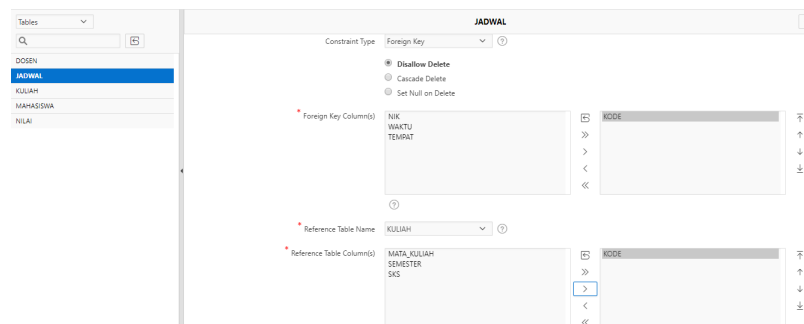 Tables
JADWAL
DOSEN
JADWAL
KULIAH
MAHASISWA
NILAI
Constraint Type Foreign Key ?
Disallow Delete
Cascade Delete
Set Null on Delete
* Foreign Key Column(s)
NIK
WAKTU
TEMPAT
KODE
?
* Reference Table Name KULIAH ?
* Reference Table Column(s)
MATA_KULIAH
SEMESTER
SKS
KODE